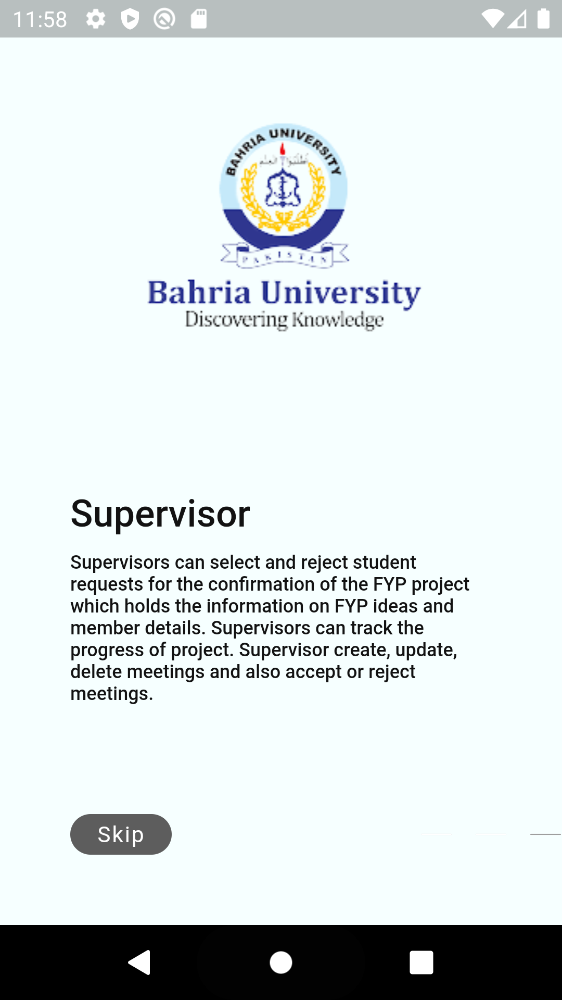 11:58
BAHRIA UNIVERSITY
PAKISTAN
Bahria University
Discovering Knowledge
Supervisor
Supervisors can select and reject student
requests for the confirmation of the FYP project
which holds the information on FYP ideas and
member details. Supervisors can track the
progress of project. Supervisor create, update,
delete meetings and also accept or reject
meetings.
Skip